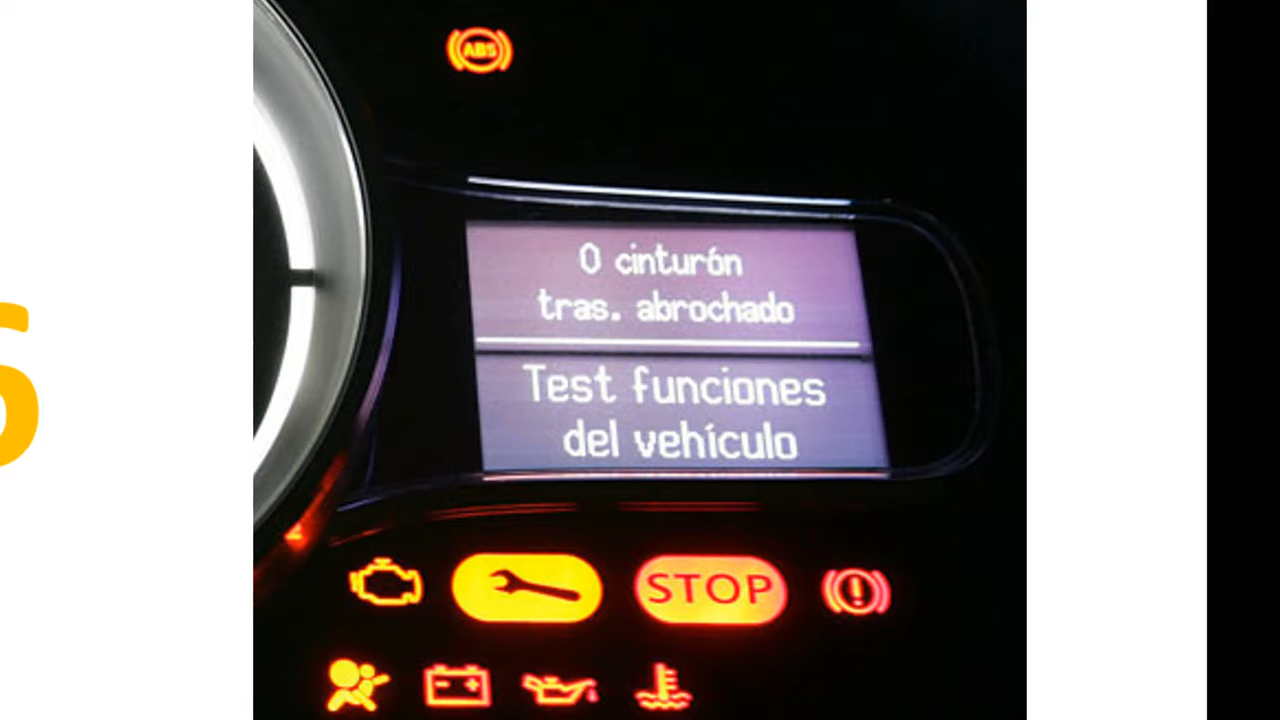 ABS
0 cinturón
tras. abrochado
Test funciones
del vehículo
STOP